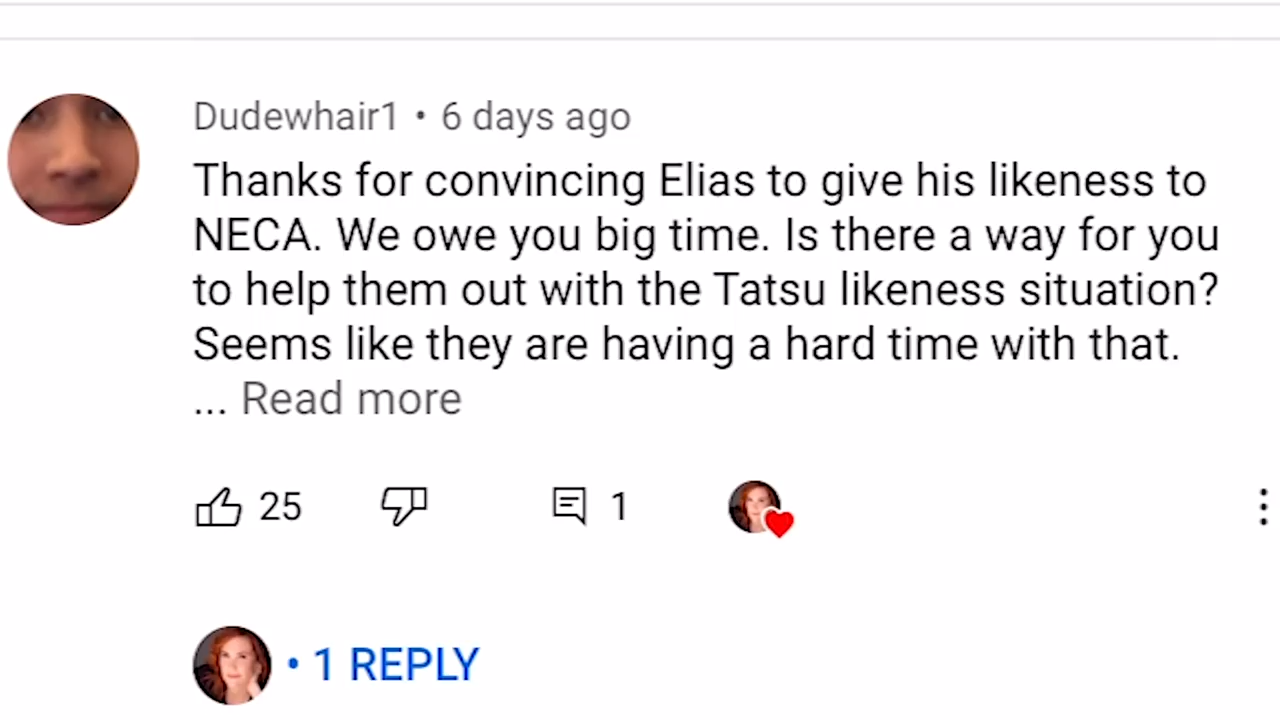 Dudewhair1 • 6 days ago
Thanks for convincing Elias to give his likeness to
NECA. We owe you big time. Is there a way for you
to help them out with the Tatsu likeness situation?
Seems like they are having a hard time with that.
... Read more
25 1
• 1 REPLY